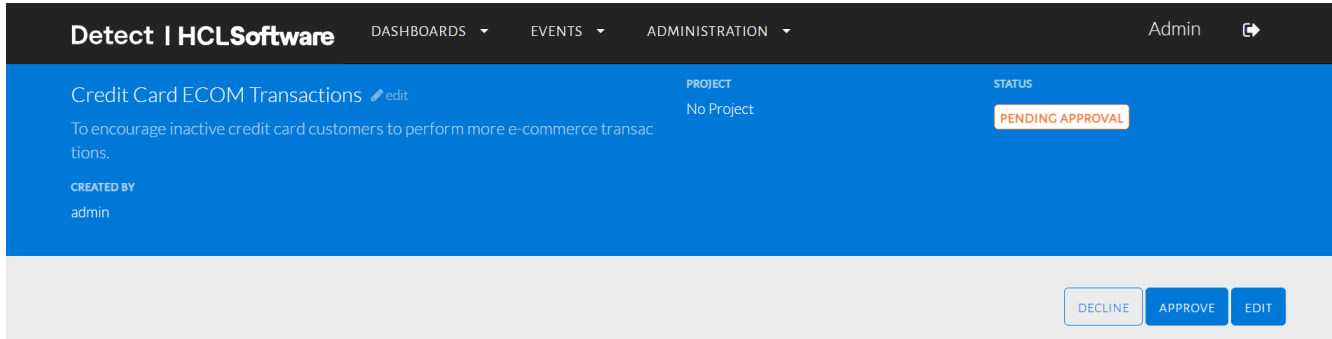 Detect | HCLSoftware DASHBOARDS EVENTS ADMINISTRATION Admin
Credit Card ECOM Transactions edit
To encourage inactive credit card customers to perform more e-commerce transac
tions.
CREATED BY
admin
PROJECT
No Project
STATUS
PENDING APPROVAL
DECLINE APPROVE EDIT